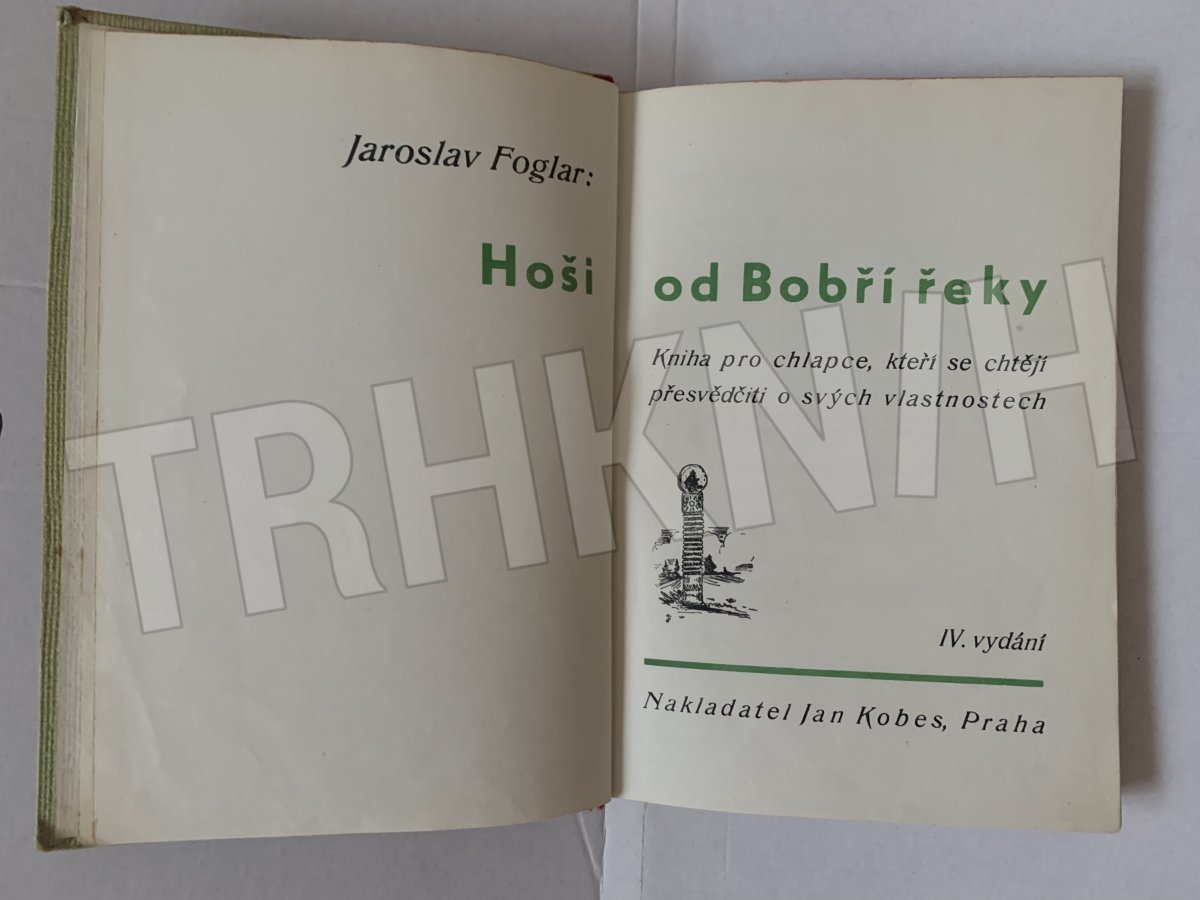 Jaroslav Foglar:
Hoši od Bobří řeky
Kniha pro chlapce, kteří se chtějí
přesvědčiti o svých vlastnostech
IV. vydání
Nakladatel Jan Kobes, Praha
TRHKNIH